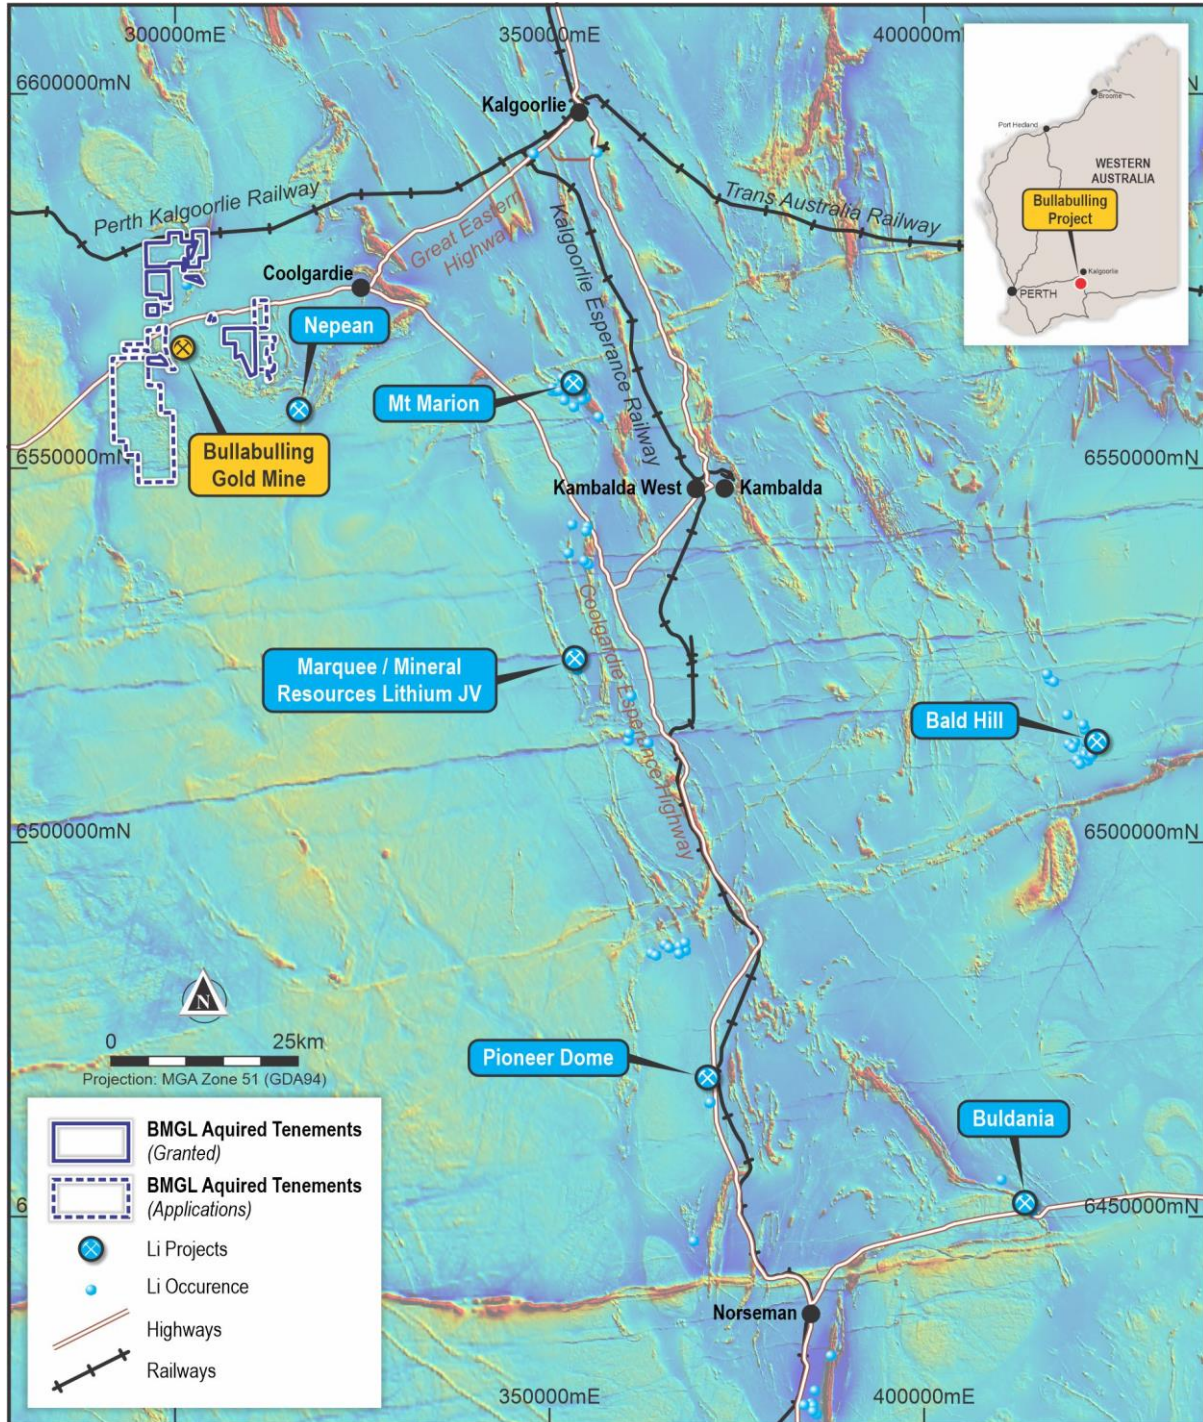 300000mE
350000mE
400000m
N
6600000mN
Kalgoorlie
Broome
Port Hedland
WESTERN
AUSTRALIA
Bullabulling
Project
Kalgoorlie
PERTH
Perth Kalgoorlie Railway
Great Eastern
Highway
Kalgoorlie Esperance Railway
Trans Australia Railway
Coolgardie
Nepean
Mt Marion
Bullabulling
Gold Mine
6550000mN
6550000mN
Kambalda West
Kambalda
Coolgardie Esperance Highway
Marquee / Mineral
Resources Lithium JV
Bald Hill
6500000mN
6500000mN
N
0
25km
Projection: MGA Zone 51 (GDA94)
Pioneer Dome
Buldania
6
6450000mN
BMGL Aquired Tenements
(Granted)
BMGL Aquired Tenements
(Applications)
Li Projects
Li Occurence
Highways
Railways
Norseman
350000mE
400000mE